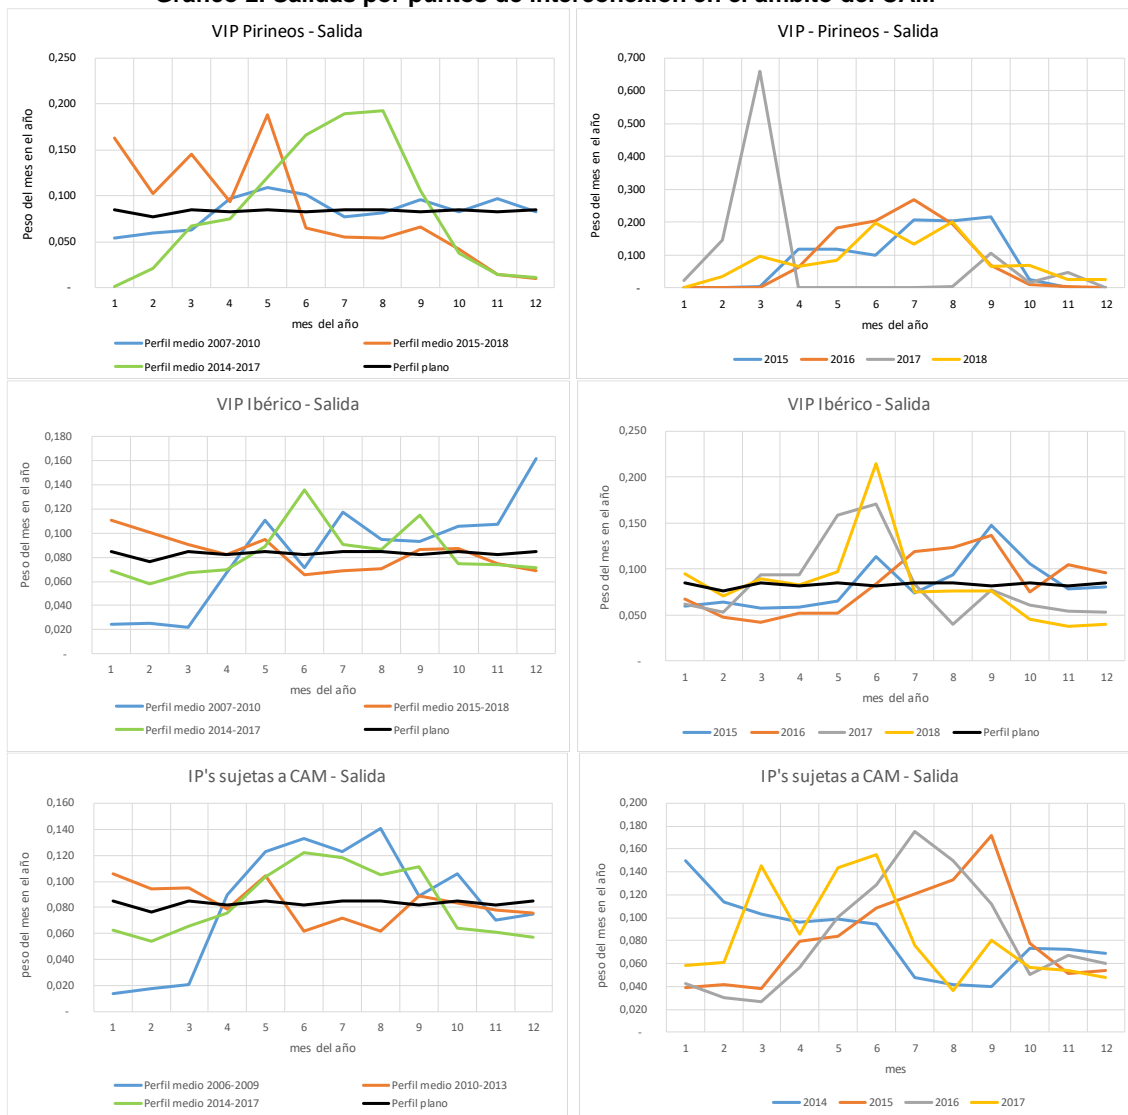 Gráfico 2. Salidas por puntos de interconexión en el ámbito del CAM
VIP Pirineos - Salida
0,250
0,200
0,150
0,100
0,050
-
Peso del mes en el año
1 2 3 4 5 6 7 8 9 10 11 12
mes del año
Perfil medio 2007-2010 Perfil medio 2015-2018
Perfil medio 2014-2017 Perfil plano
VIP - Pirineos - Salida
0,700
0,600
0,500
0,400
0,300
0,200
0,100
-
Peso del mes en el año
1 2 3 4 5 6 7 8 9 10 11 12
mes del año
2015 2016 2017 2018
VIP Ibérico - Salida
0,180
0,160
0,140
0,120
0,100
0,080
0,060
0,040
0,020
-
Peso del mes en el año
1 2 3 4 5 6 7 8 9 10 11 12
mes del año
Perfil medio 2007-2010 Perfil medio 2015-2018
Perfil medio 2014-2017 Perfil plano
VIP Ibérico - Salida
0,250
0,200
0,150
0,100
0,050
-
Peso del mes en el año
1 2 3 4 5 6 7 8 9 10 11 12
mes del año
2015 2016 2017 2018 Perfil plano
IP's sujetas a CAM - Salida
0,160
0,140
0,120
0,100
0,080
0,060
0,040
0,020
-
peso del mes en el año
1 2 3 4 5 6 7 8 9 10 11 12
mes del año
Perfil medio 2006-2009 Perfil medio 2010-2013
Perfil medio 2014-2017 Perfil plano
IP's sujetas a CAM - Salida
0,200
0,180
0,160
0,140
0,120
0,100
0,080
0,060
0,040
0,020
-
peso del mes en el año
1 2 3 4 5 6 7 8 9 10 11 12
mes
2014 2015 2016 2017